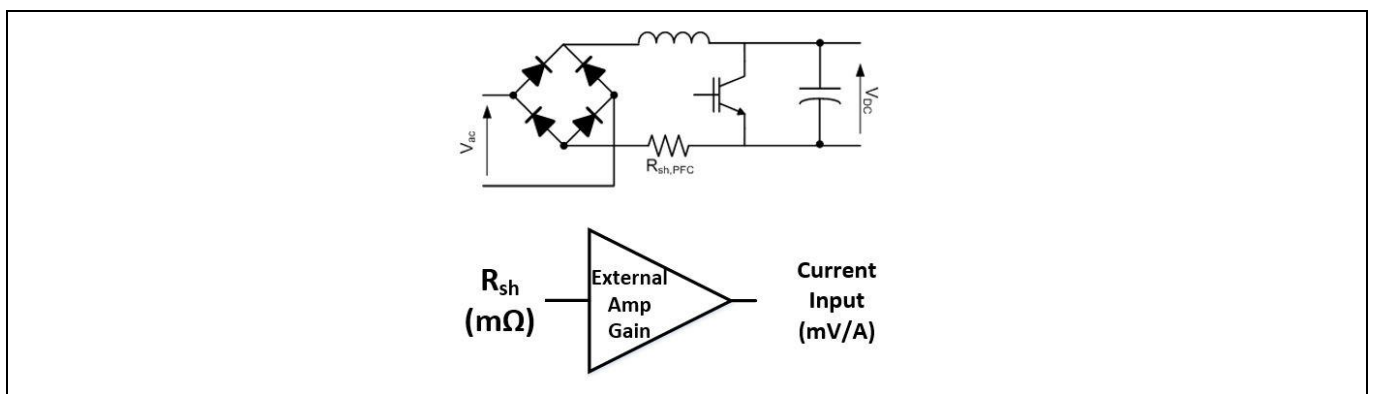 V_ac
V_DC
R_sh,PFC
R_sh
(mΩ)
External
Amp
Gain
Current
Input
(mV/A)